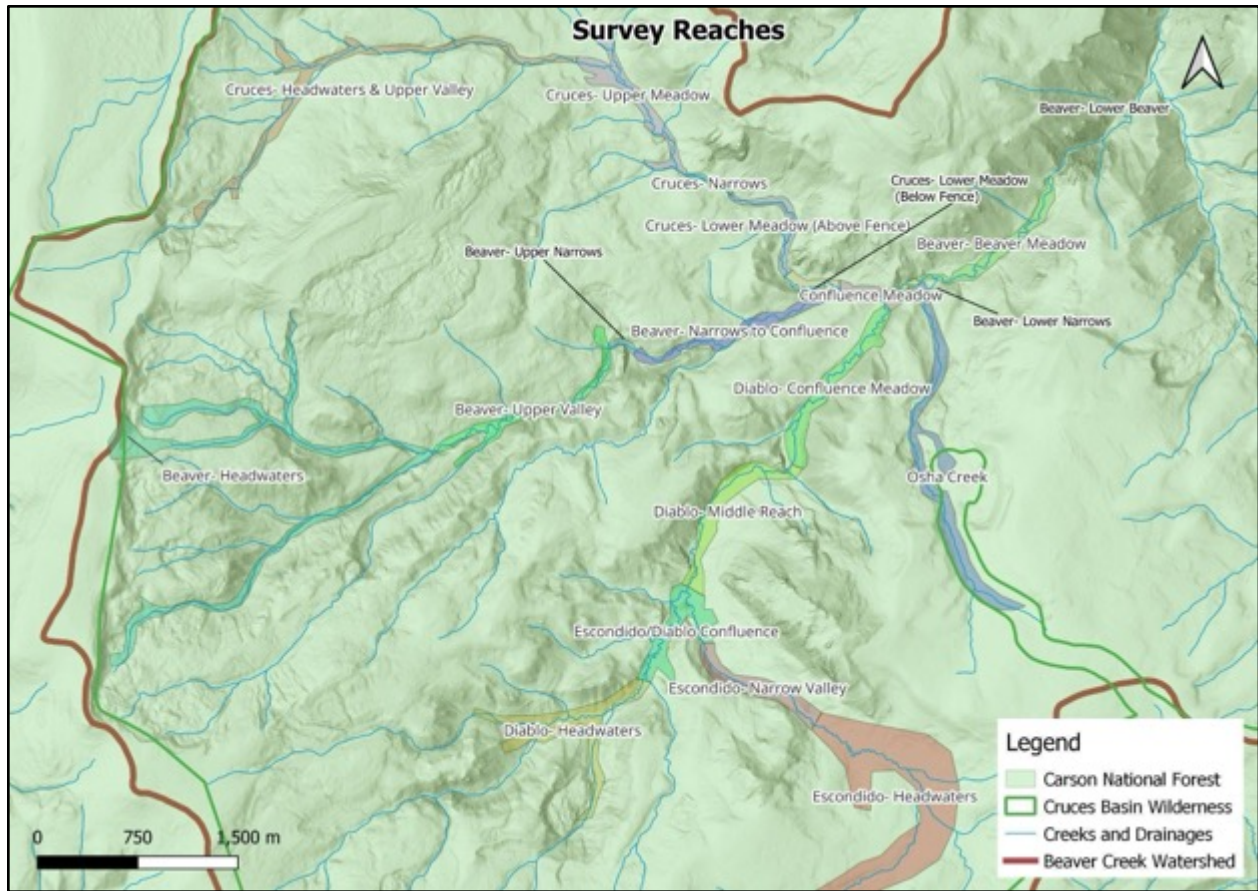 Survey Reaches
Cruces- Headwaters & Upper Valley
Cruces- Upper Meadow
Beaver- Lower Beaver
Cruces- Narrows
Cruces- Lower Meadow
(Below Fence)
Cruces- Lower Meadow (Above Fence)
Beaver- Beaver Meadow
Beaver- Upper Narrows
Confluence Meadow
Beaver- Lower Narrows
Beaver- Narrows to Confluence
Diablo- Confluence Meadow
Beaver- Upper Valley
Beaver- Headwaters
Osha Creek
Diablo- Middle Reach
Escondido/Diablo Confluence
Escondido- Narrow Valley
Diablo- Headwaters
Escondido- Headwaters
Legend
Carson National Forest
Cruces Basin Wilderness
Creeks and Drainages
Beaver Creek Watershed
0 750 1,500 m